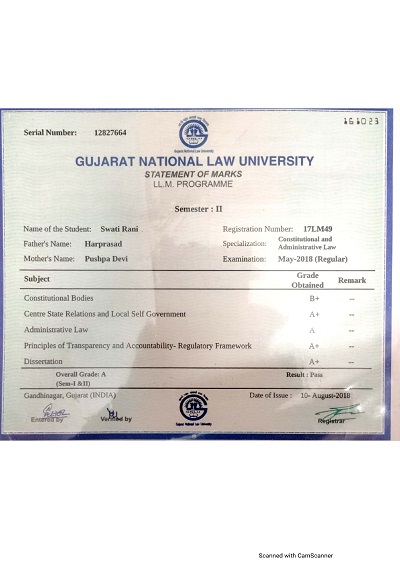 161023
Serial Number: 12827664
Gujarat National Law University
GUJARAT NATIONAL LAW UNIVERSITY
STATEMENT OF MARKS
LL.M. PROGRAMME
Semester : II
Name of the Student: Swati Rani Registration Number: 17LM49
Father's Name: Harprasad Specialization: Constitutional and Administrative Law
Mother's Name: Pushpa Devi Examination: May-2018 (Regular)
Subject Grade Obtained Remark
Constitutional Bodies B+ --
Centre State Relations and Local Self Government A+ --
Administrative Law A --
Principles of Transparency and Accountability- Regulatory Framework A+ --
Dissertation A+ --
Overall Grade: A Result : Pass
(Sem-I &II)
Gandhinagar, Gujarat (INDIA) Date of Issue : 10- August-2018
Entered by Verified by Gujarat National Law University Registrar
Scanned with CamScanner